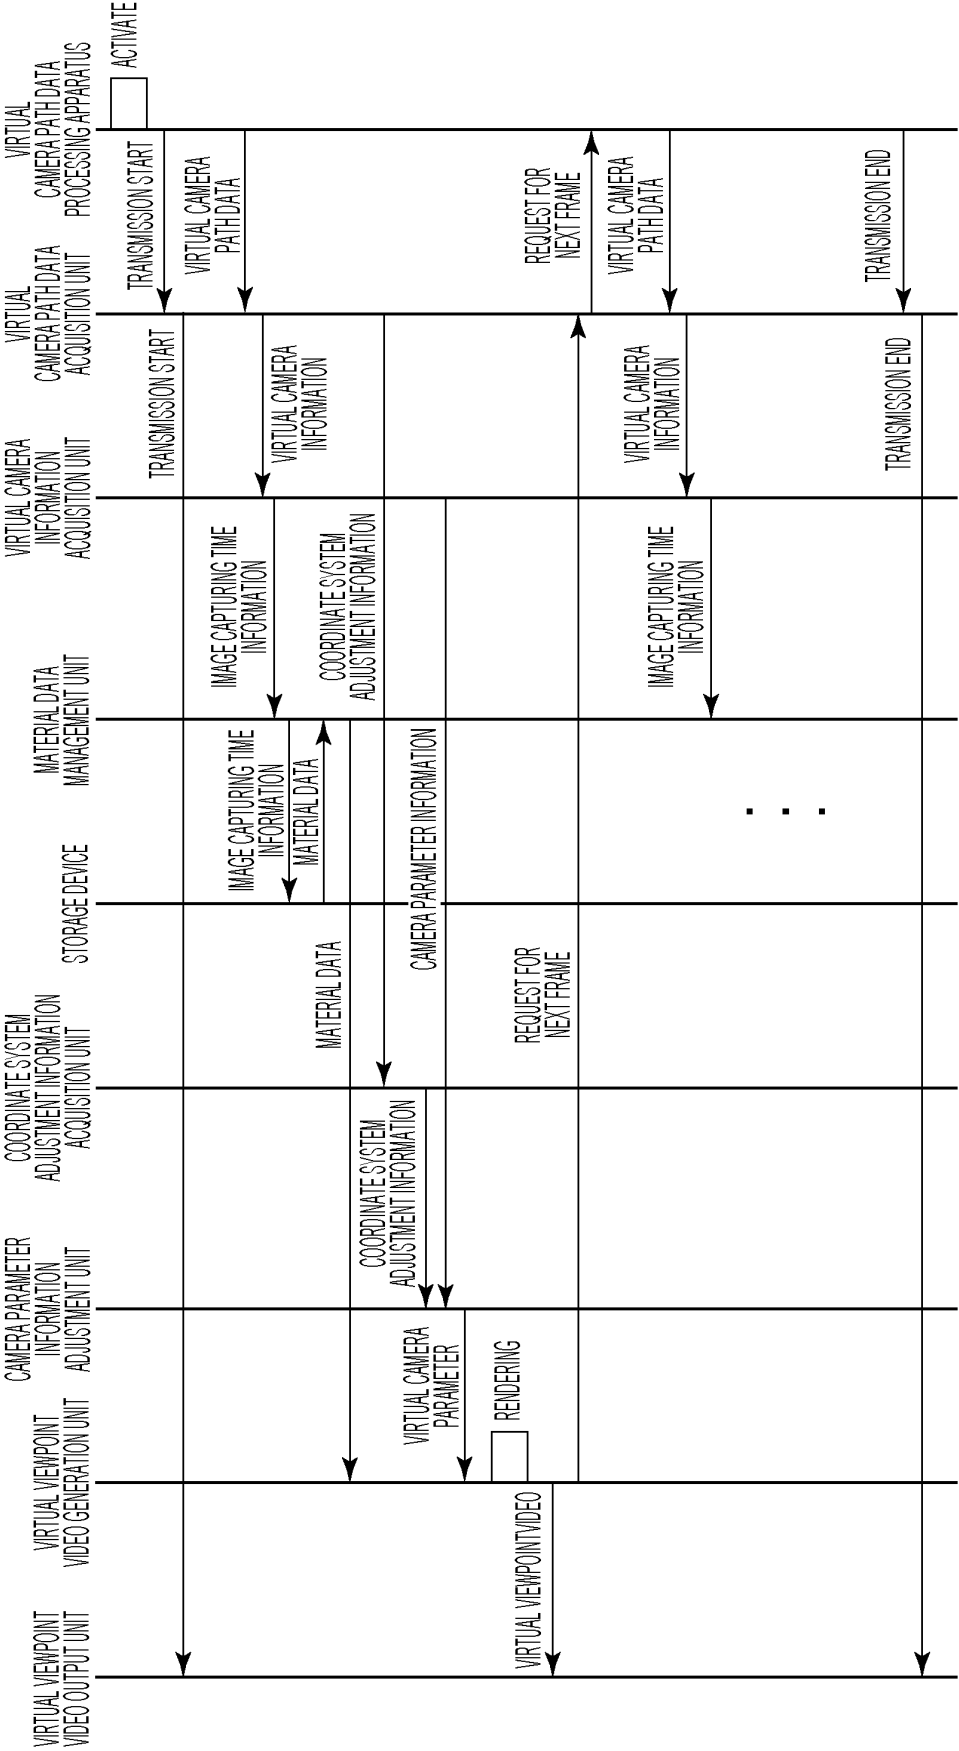 VIRTUAL VIEWPOINT
VIDEO OUTPUT UNIT
VIRTUAL VIEWPOINT
VIDEO GENERATION UNIT
CAMERA PARAMETER
INFORMATION
ADJUSTMENT UNIT
COORDINATE SYSTEM
ADJUSTMENT INFORMATION
ACQUISITION UNIT
STORAGE DEVICE
MATERIAL DATA
MANAGEMENT UNIT
VIRTUAL CAMERA
INFORMATION
ACQUISITION UNIT
VIRTUAL
CAMERA PATH DATA
ACQUISITION UNIT
VIRTUAL
CAMERA PATH DATA
PROCESSING APPARATUS
ACTIVATE
TRANSMISSION START
TRANSMISSION START
VIRTUAL CAMERA
PATH DATA
VIRTUAL CAMERA
INFORMATION
IMAGE CAPTURING TIME
INFORMATION
IMAGE CAPTURING TIME
INFORMATION
MATERIAL DATA
MATERIAL DATA
COORDINATE SYSTEM
ADJUSTMENT INFORMATION
COORDINATE SYSTEM
ADJUSTMENT INFORMATION
CAMERA PARAMETER INFORMATION
VIRTUAL CAMERA
PARAMETER
RENDERING
VIRTUAL VIEWPOINTVIDEO
REQUEST FOR
NEXT FRAME
REQUEST FOR
NEXT FRAME
VIRTUAL CAMERA
PATH DATA
VIRTUAL CAMERA
INFORMATION
IMAGE CAPTURING TIME
INFORMATION
. . .
TRANSMISSION END
TRANSMISSION END